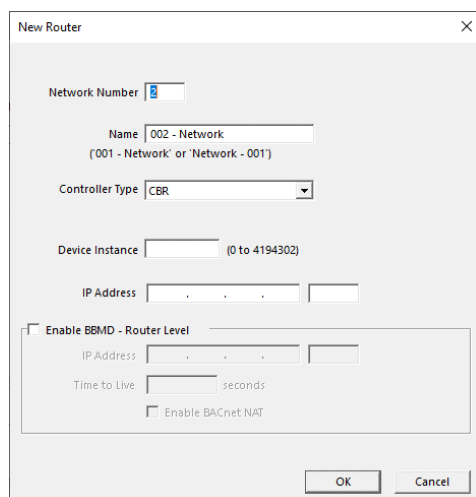 New Router
Network Number 2
Name 002 - Network
('001 - Network' or 'Network - 001')
Controller Type CBR
Device Instance (0 to 4194302)
IP Address . . .
Enable BBMD - Router Level
IP Address . . .
Time to Live seconds
Enable BACnet NAT
OK Cancel